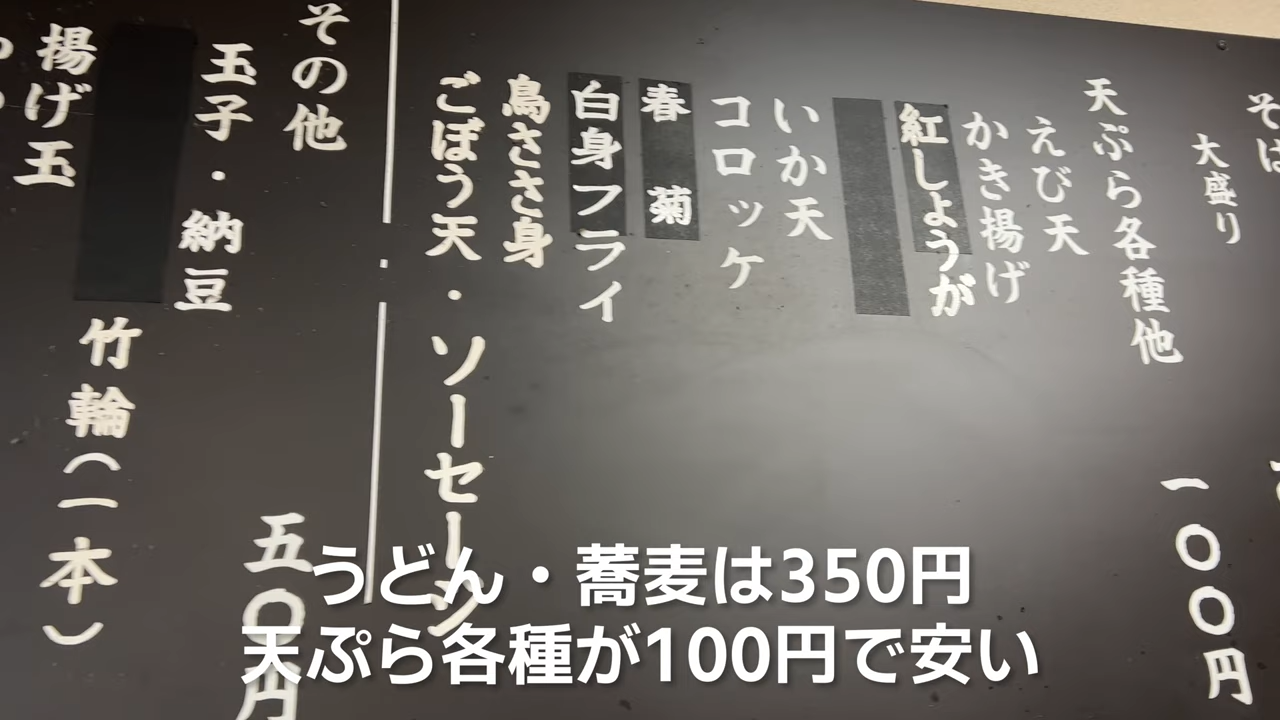 そば
大盛り
天ぷら各種他 一〇〇円
えび天
かき揚げ
紅しょうが
いか天
コロッケ
春菊
白身フライ
鳥ささ身
ごぼう天・ソーセージ
その他 五〇円
玉子・納豆
竹輪(一本)
揚げ玉
うどん・蕎麦は350円
天ぷら各種が100円で安い